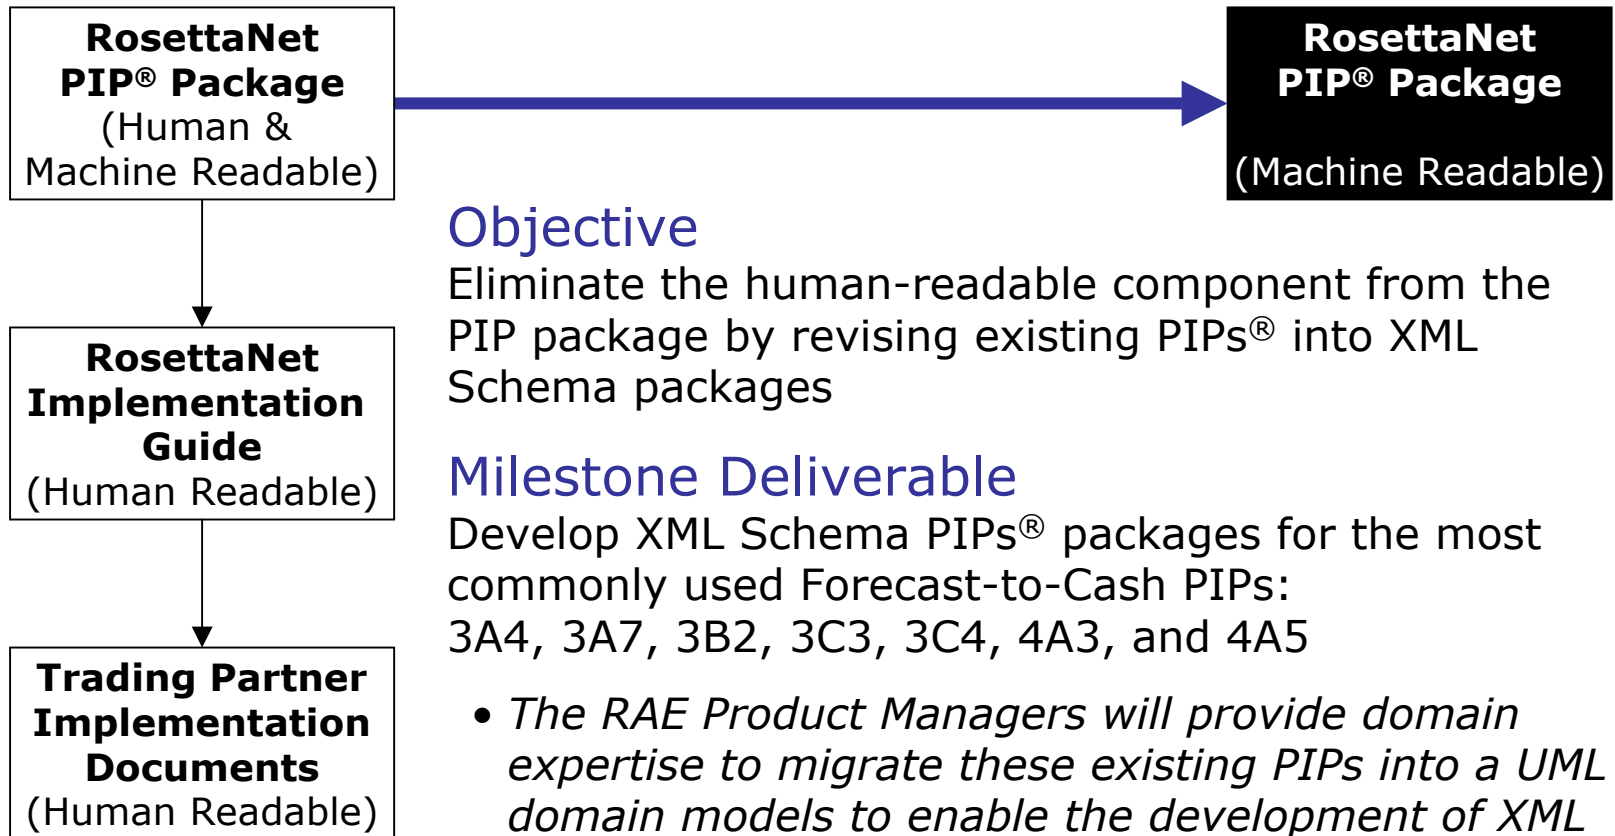 RosettaNet
PIP® Package
(Human &
Machine Readable)
RosettaNet
PIP® Package
(Machine Readable)
Objective
Eliminate the human-readable component from the
PIP package by revising existing PIPs® into XML
Schema packages
RosettaNet
Implementation
Guide
(Human Readable)
Milestone Deliverable
Develop XML Schema PIPs® packages for the most
commonly used Forecast-to-Cash PIPs:
3A4, 3A7, 3B2, 3C3, 3C4, 4A3, and 4A5
Trading Partner
Implementation
Documents
(Human Readable)
• The RAE Product Managers will provide domain
expertise to migrate these existing PIPs into a UML
domain models to enable the development of XML